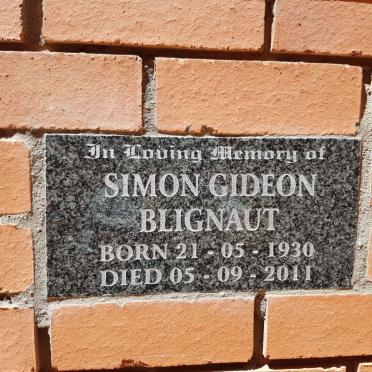 In Loving Memory of
SIMON GIDEON
BLIGNAUT
BORN 21 - 05 - 1930
DIED 05 - 09 - 2011